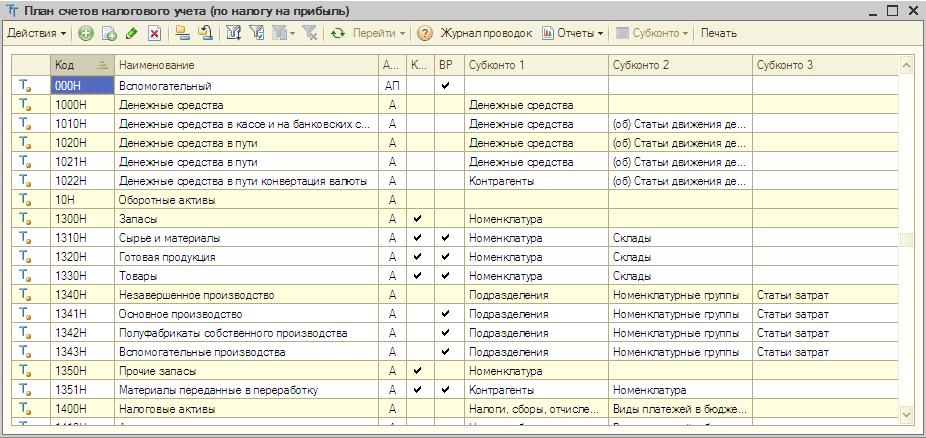 План счетов налогового учета (по налогу на прибыль)
Действия Перейти Журнал проводок Отчеты Субконто Печать
Код Наименование А... К... ВР Субконто 1 Субконто 2 Субконто 3
000Н Вспомогательный АП
1000Н Денежные средства А Денежные средства
1010Н Денежные средства в кассе и на банковских с... А Денежные средства (об) Статьи движения де...
1020Н Денежные средства в пути А Денежные средства (об) Статьи движения де...
1021Н Денежные средства в пути А Денежные средства (об) Статьи движения де...
1022Н Денежные средства в пути конвертация валюты А Контрагенты (об) Статьи движения де...
10Н Оборотные активы А
1300Н Запасы А Номенклатура
1310Н Сырье и материалы А Номенклатура Склады
1320Н Готовая продукция А Номенклатура Склады
1330Н Товары А Номенклатура Склады
1340Н Незавершенное производство А Подразделения Номенклатурные группы Статьи затрат
1341Н Основное производство А Подразделения Номенклатурные группы Статьи затрат
1342Н Полуфабрикаты собственного производства А Подразделения Номенклатурные группы Статьи затрат
1343Н Вспомогательные производства А Подразделения Номенклатурные группы Статьи затрат
1350Н Прочие запасы А Номенклатура
1351Н Материалы переданные в переработку А Контрагенты Номенклатура
1400Н Налоговые активы А Налоги, сборы, отчисле... Виды платежей в бюдже...